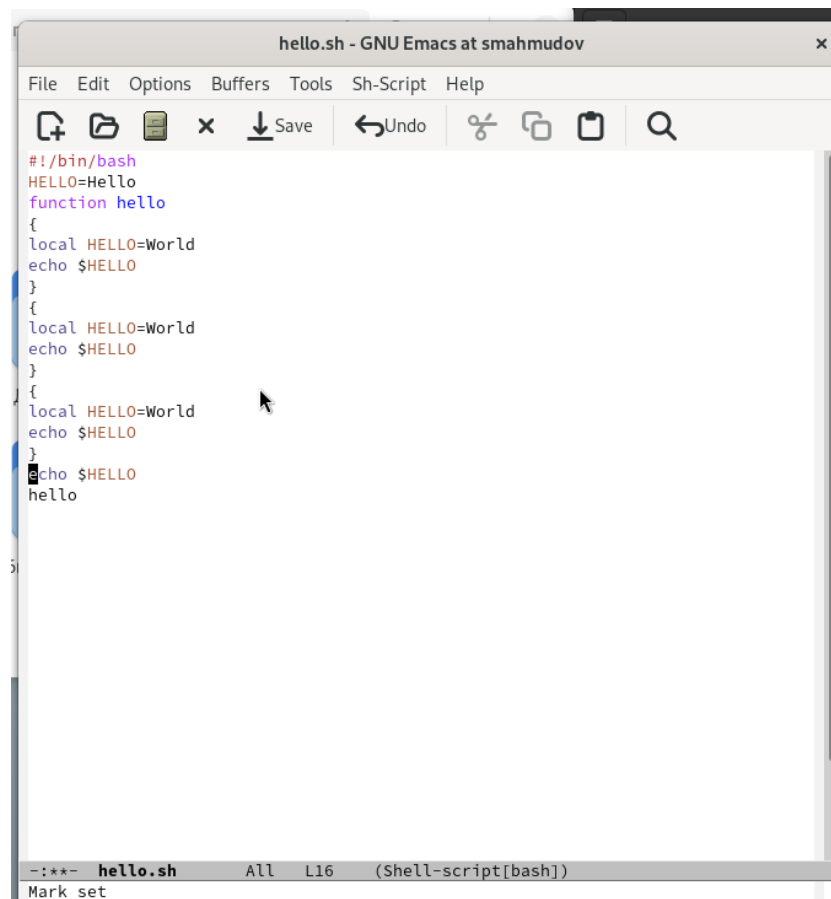 hello.sh - GNU Emacs at smahmudov ×
File Edit Options Buffers Tools Sh-Script Help
Save Undo
#!/bin/bash
HELLO=Hello
function hello
{
local HELLO=World
echo $HELLO
}
{
local HELLO=World
echo $HELLO
}
{
local HELLO=World
echo $HELLO
}
echo $HELLO
hello
-:**- hello.sh All L16 (Shell-script[bash])
Mark set